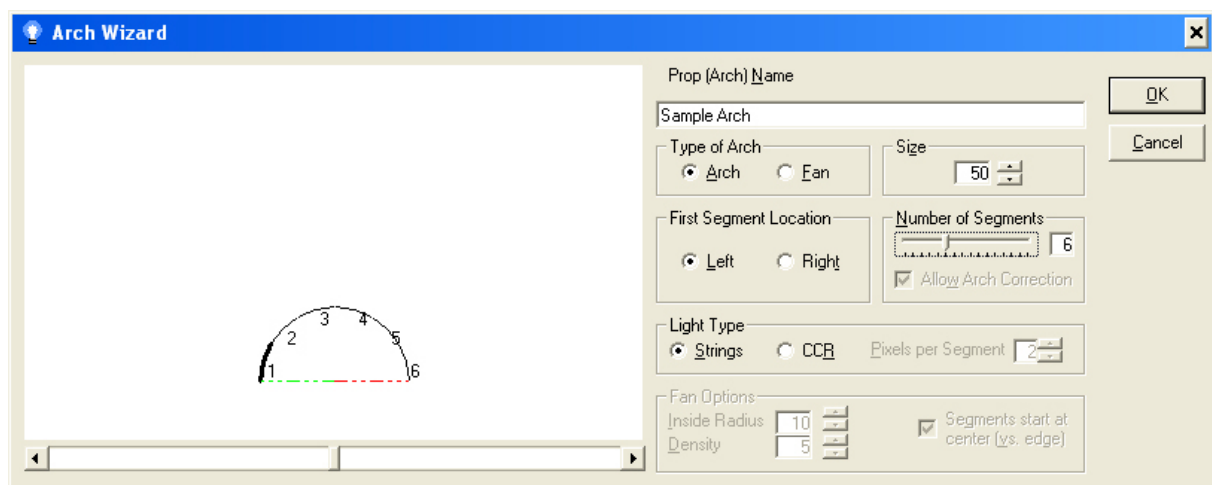 Arch Wizard
1
2
3
4
5
6
Prop (Arch) Name
Sample Arch
Type of Arch
Arch Fan
Size
50
First Segment Location
Left Right
Number of Segments
6
Allow Arch Correction
Light Type
Strings CCR Pixels per Segment 2
Fan Options
Inside Radius 10
Density 5
Segments start at
center (vs. edge)
OK
Cancel